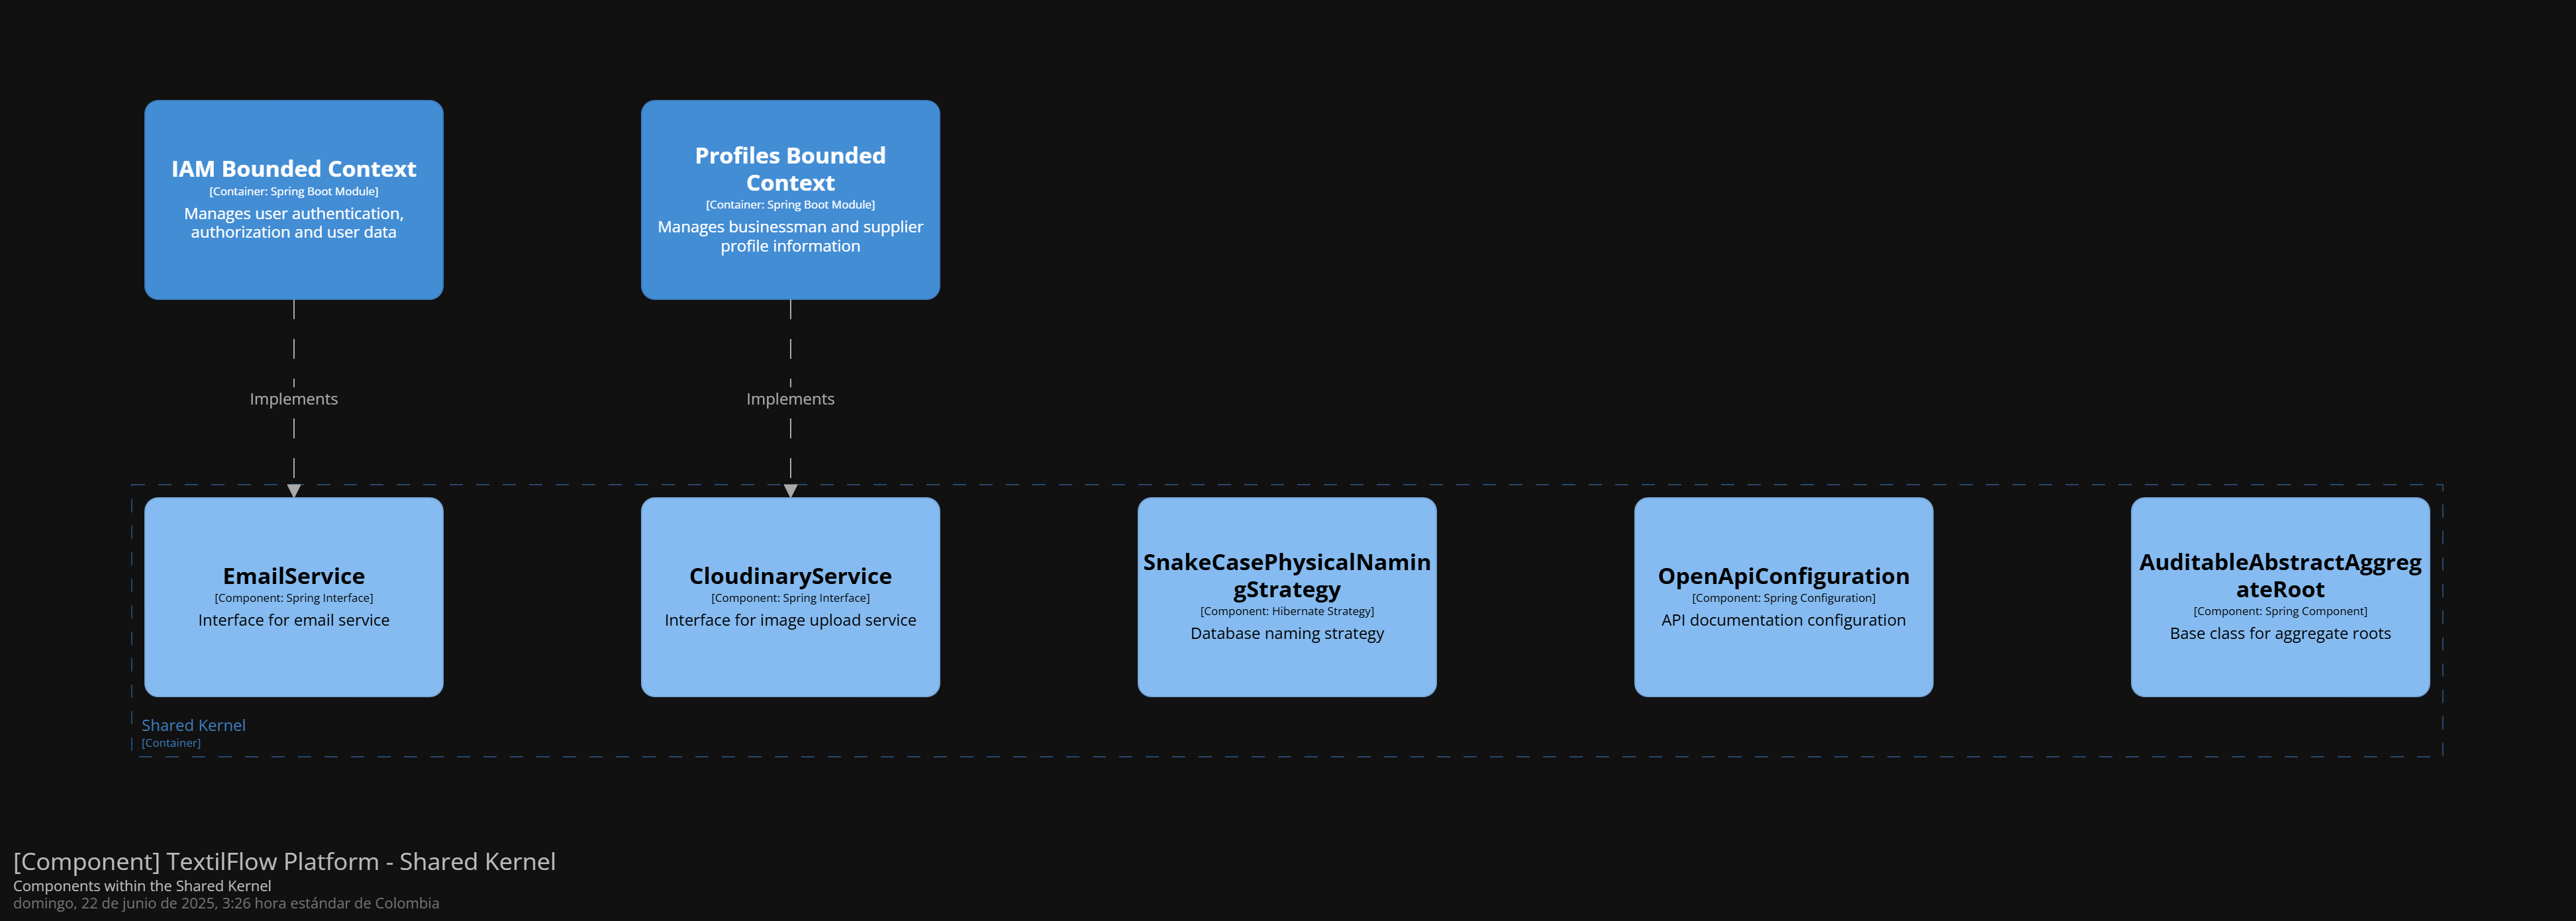 IAM Bounded Context
[Container: Spring Boot Module]
Manages user authentication,
authorization and user data
Profiles Bounded
Context
[Container: Spring Boot Module]
Manages businessman and supplier
profile information
Implements
Implements
EmailService
[Component: Spring Interface]
Interface for email service
CloudinaryService
[Component: Spring Interface]
Interface for image upload service
SnakeCasePhysicalNamin
gStrategy
[Component: Hibernate Strategy]
Database naming strategy
OpenApiConfiguration
[Component: Spring Configuration]
API documentation configuration
AuditableAbstractAggreg
ateRoot
[Component: Spring Component]
Base class for aggregate roots
Shared Kernel
[Container]
[Component] TextilFlow Platform - Shared Kernel
Components within the Shared Kernel
domingo, 22 de junio de 2025, 3:26 hora estándar de Colombia